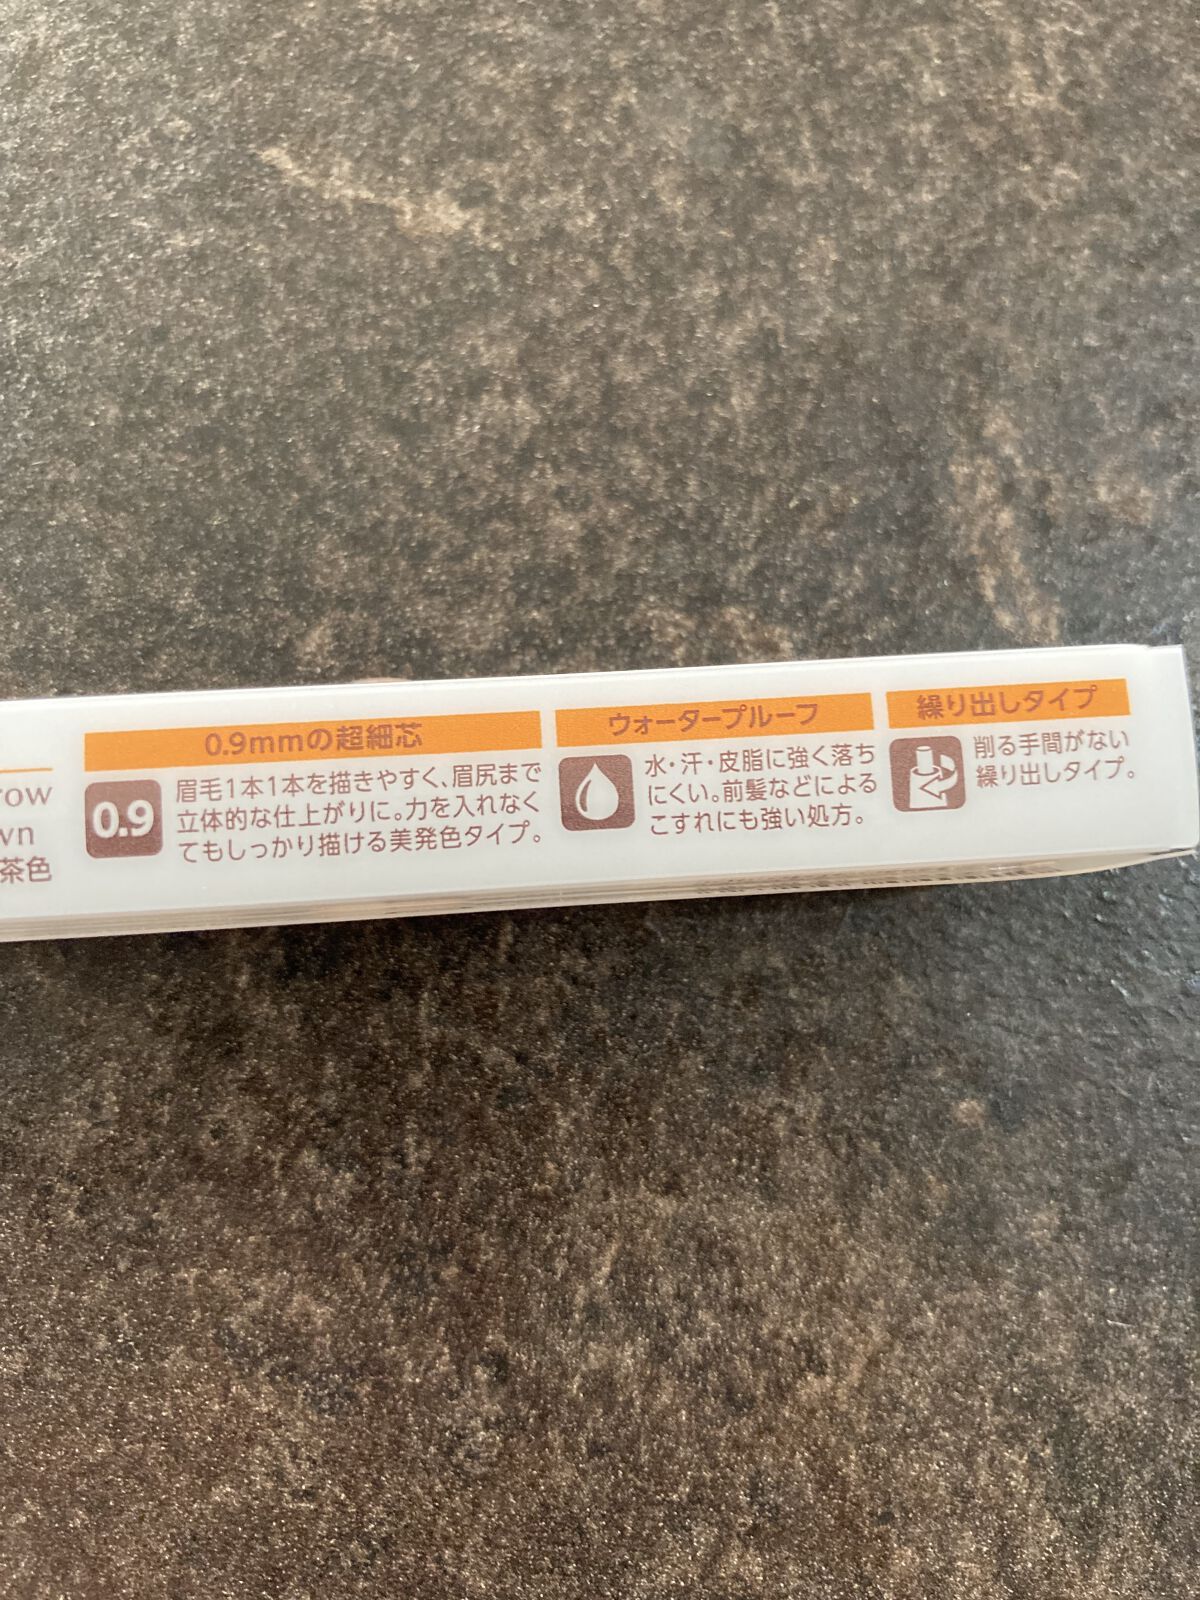 row
wn
茶色
0.9mmの超細芯
0.9
眉毛1本1本を描きやすく、眉尻まで
立体的な仕上がりに。力を入れなく
てもしっかり描ける美発色タイプ。
ウォータープルーフ
水・汗・皮脂に強く落ち
にくい。前髪などによる
こすれにも強い処方。
繰り出しタイプ
削る手間がない
繰り出しタイプ。